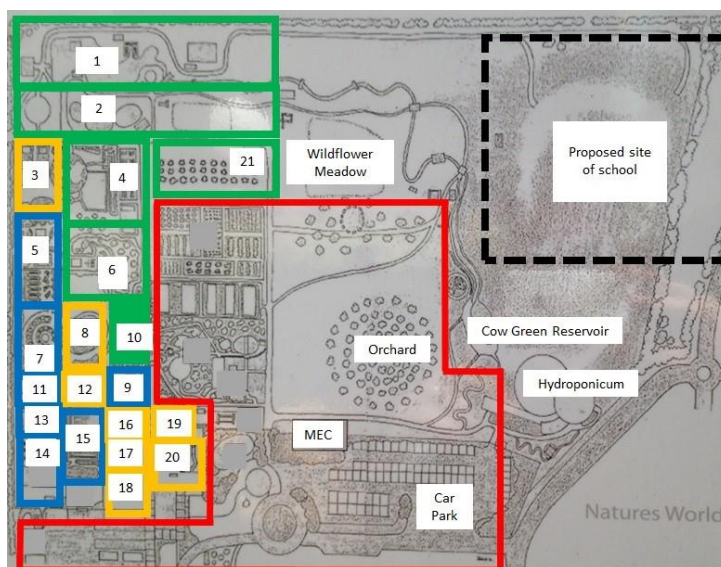 1
2
3
4
21
Wildflower
Meadow
Proposed site
of school
5
6
8
10
7
Orchard
Cow Green Reservoir
Hydroponicum
11
12
9
13
16
19
15
MEC
14
17
20
18
Car
Park
Natures World